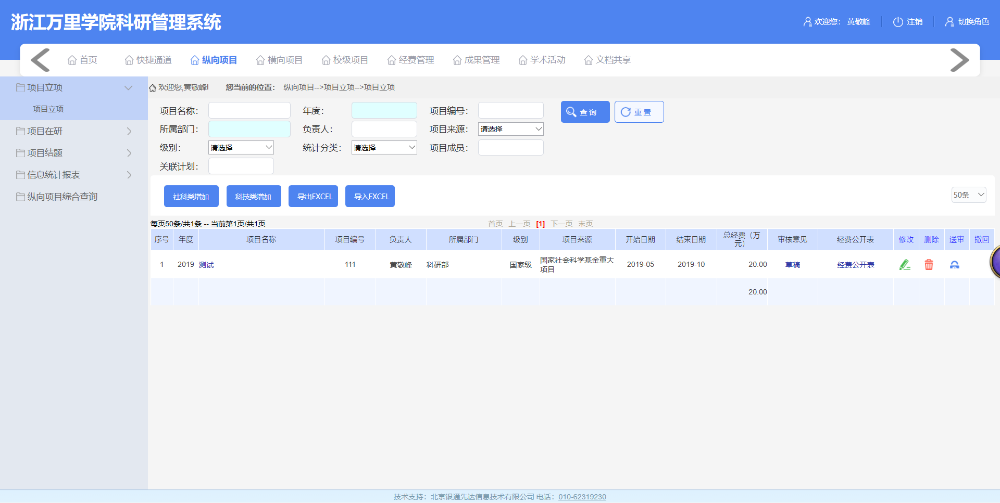 浙江万里学院科研管理系统
欢迎您： 黄敬峰 注销 切换角色
首页 快捷通道 纵向项目 横向项目 校级项目 经费管理 成果管理 学术活动 文档共享
项目立项
项目立项
项目在研
项目结题
信息统计报表
纵向项目综合查询
欢迎您,黄敬峰! 您当前的位置： 纵向项目-->项目立项-->项目立项
项目名称： 年度： 项目编号： 查 询 重 置
所属部门： 负责人： 项目来源： 请选择
级别： 请选择 统计分类： 请选择 项目成员：
关联计划：
社科类增加 科技类增加 导出EXCEL 导入EXCEL 50条
每页50条/共1条 -- 当前第1页/共1页 首页 上一页 [1] 下一页 末页
序号 年度 项目名称 项目编号 负责人 所属部门 级别 项目来源 开始日期 结束日期 总经费（万元） 审核意见 经费公开表 修改 删除 送审 撤回
1 2019 测试 111 黄敬峰 科研部 国家级 国家社会科学基金重大项目 2019-05 2019-10 20.00 草稿 经费公开表
20.00
技术支持：北京银通先达信息技术有限公司 电话：010-62319230